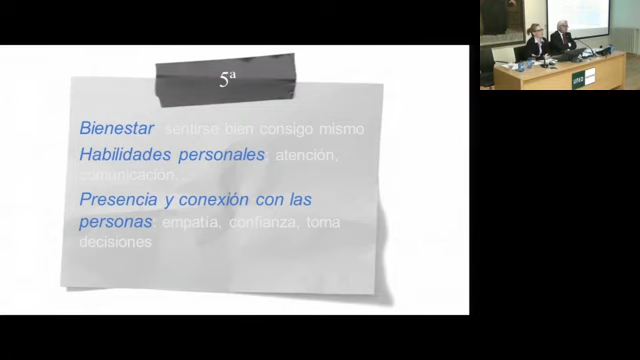 5ª
Bienestar sentirse bien consigo mismo
Habilidades personales: atención,
comunicación...
Presencia y conexión con las
personas: empatía, confianza, toma
decisiones
uned